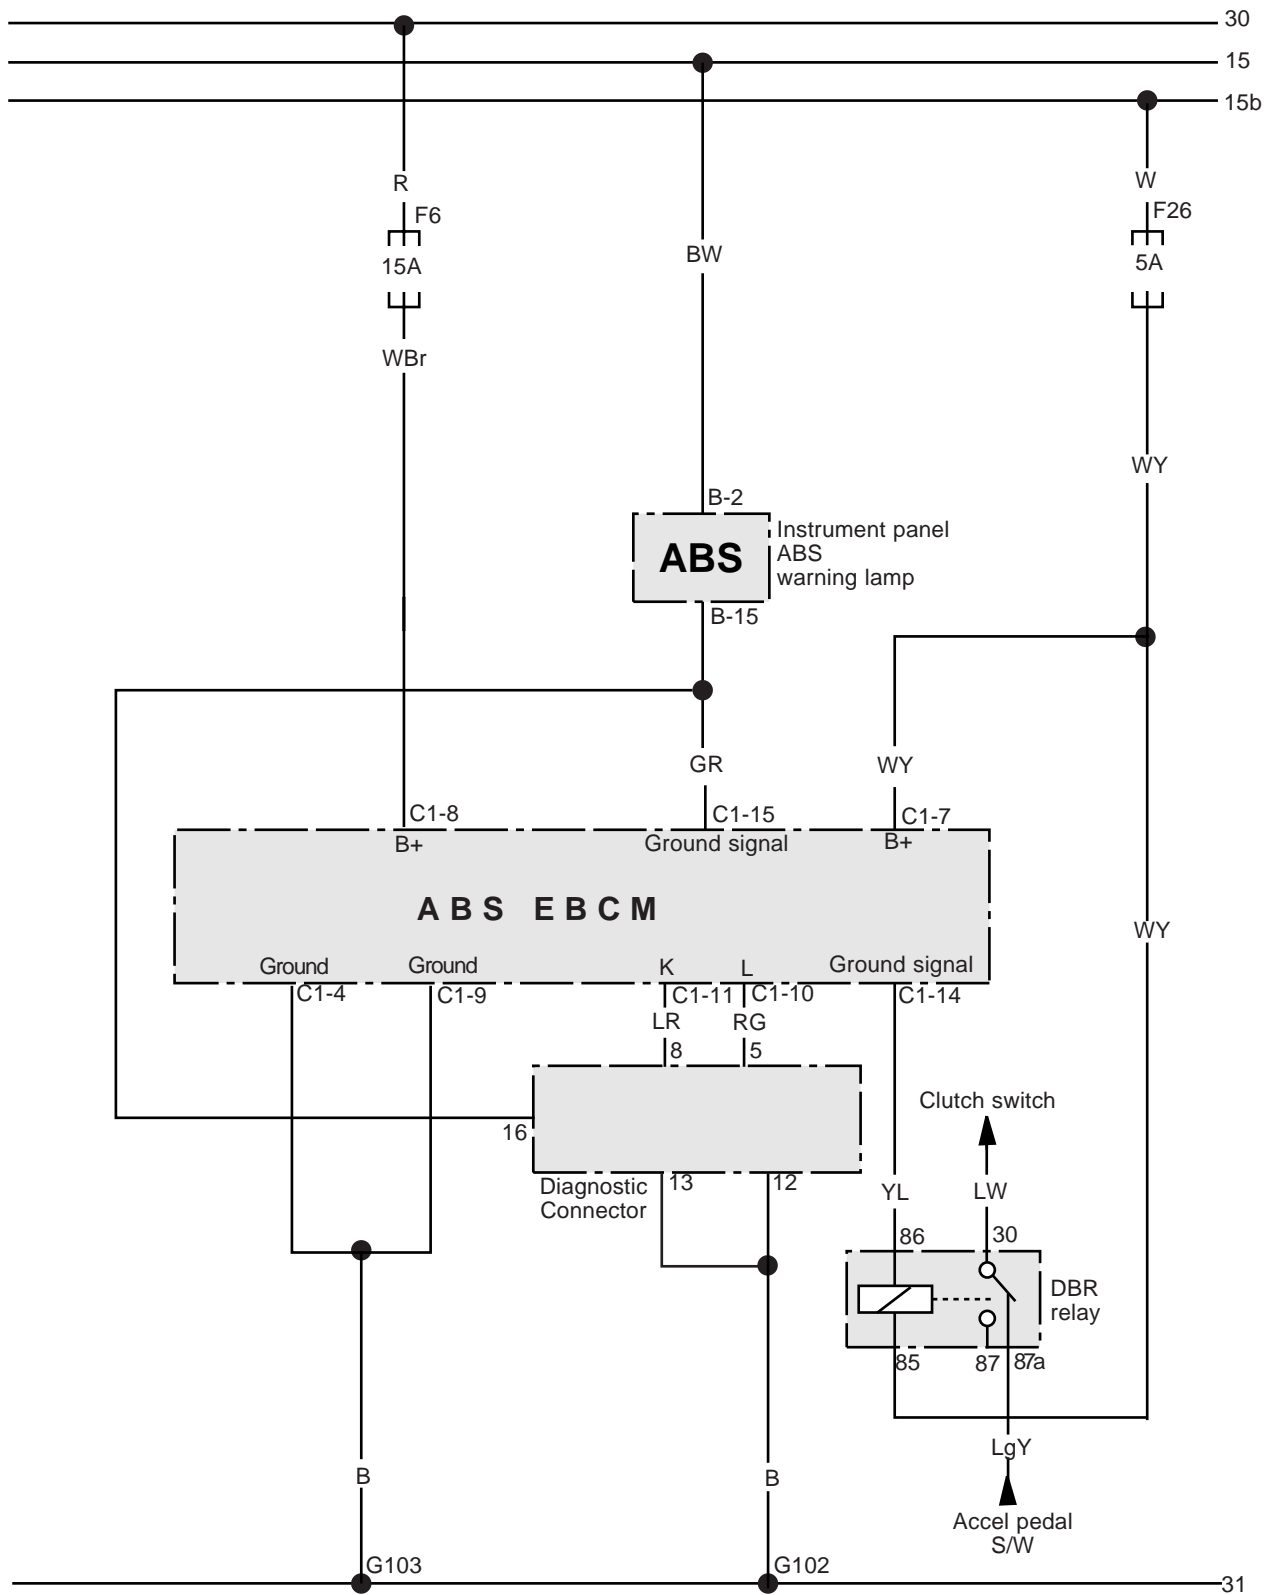 30
15
15b
R
F6
15A
WBr
BW
W
F26
5A
WY
B-2
ABS
Instrument panel
ABS
warning lamp
B-15
GR
WY
C1-8
C1-15
C1-7
B+
Ground signal
B+
ABS EBCM
WY
Ground
Ground
K
L
Ground signal
C1-4
C1-9
C1-11
C1-10
C1-14
LR
RG
8
5
16
Diagnostic
Connector
13
12
Clutch switch
YL
LW
86
30
DBR
relay
85
87
87a
LgY
Accel pedal
S/W
B
B
G103
G102
31